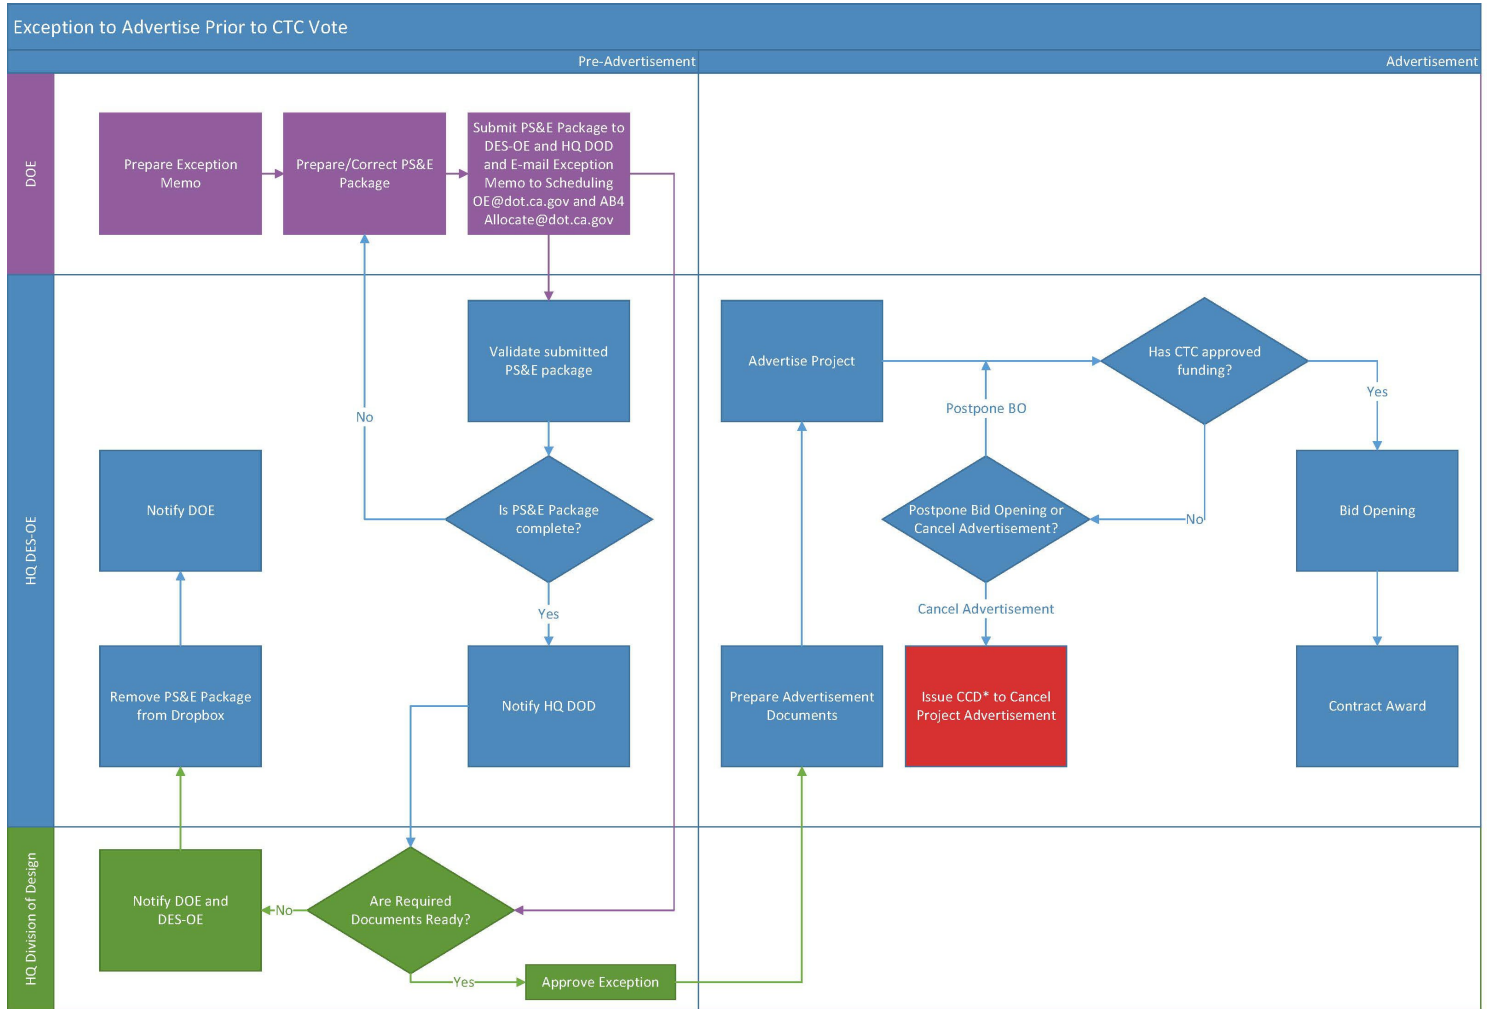 Exception to Advertise Prior to CTC Vote
Pre-Advertisement
Advertisement
DOE
Prepare Exception
Memo
Prepare/Correct PS&E
Package
Submit PS&E Package to
DES-OE and HQ DOD
and E-mail Exception
Memo to Scheduling
OE@dot.ca.gov and AB4
Allocate@dot.ca.gov
HQ DES-OE
Validate submitted
PS&E package
No
Is PS&E Package
complete?
Yes
Notify HQ DOD
Notify DOE
Remove PS&E Package
from Dropbox
Advertise Project
Has CTC approved
funding?
Yes
Postpone BO
Postpone Bid Opening or
Cancel Advertisement?
No
Bid Opening
Cancel Advertisement
Prepare Advertisement
Documents
Issue CCD* to Cancel
Project Advertisement
Contract Award
HQ Division of Design
Notify DOE and
DES-OE
No
Are Required
Documents Ready?
Yes
Approve Exception